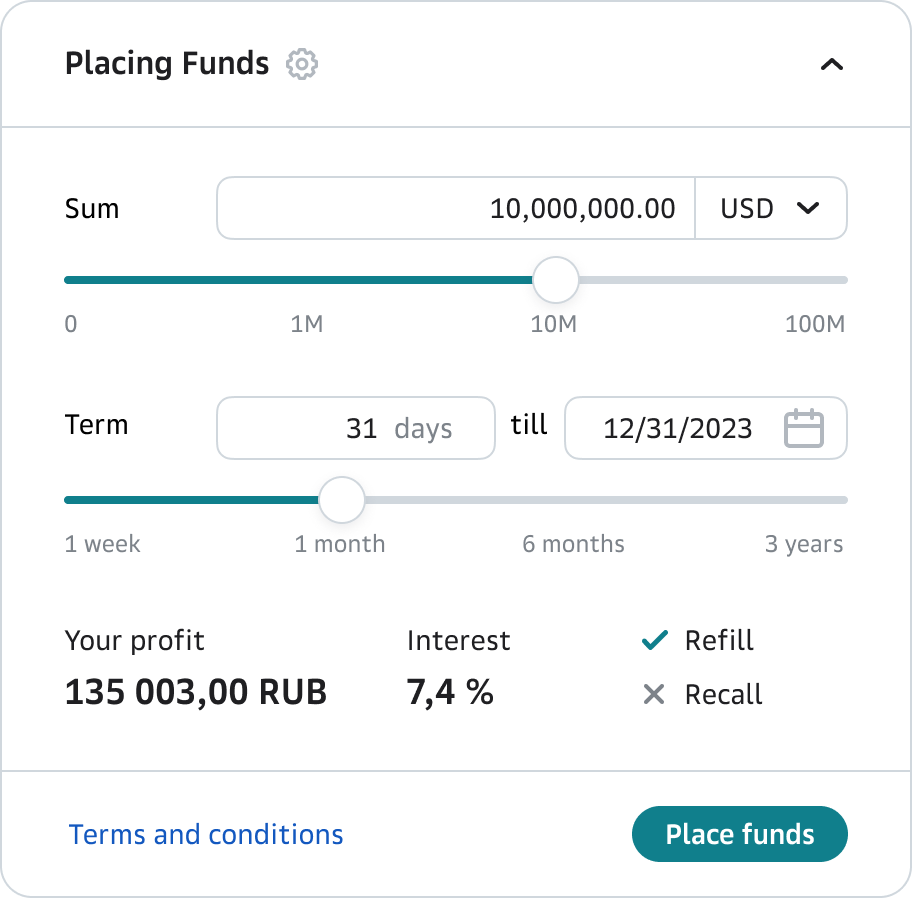 Placing Funds
Sum 10,000,000.00 USD
0 1M 10M 100M
Term 31 days till 12/31/2023
1 week 1 month 6 months 3 years
Your profit Interest Refill
135 003,00 RUB 7,4 % Recall
Terms and conditions Place funds